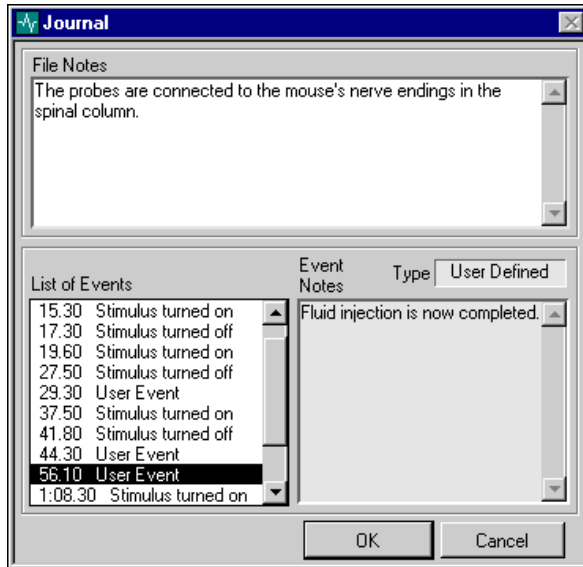 Journal
File Notes
The probes are connected to the mouse's nerve endings in the
spinal column.
List of Events
15.30 Stimulus turned on
17.30 Stimulus turned off
19.60 Stimulus turned on
27.50 Stimulus turned off
29.30 User Event
37.50 Stimulus turned on
41.80 Stimulus turned off
44.30 User Event
56.10 User Event
1:08.30 Stimulus turned on
Event
Notes
Type User Defined
Fluid injection is now completed.
OK Cancel